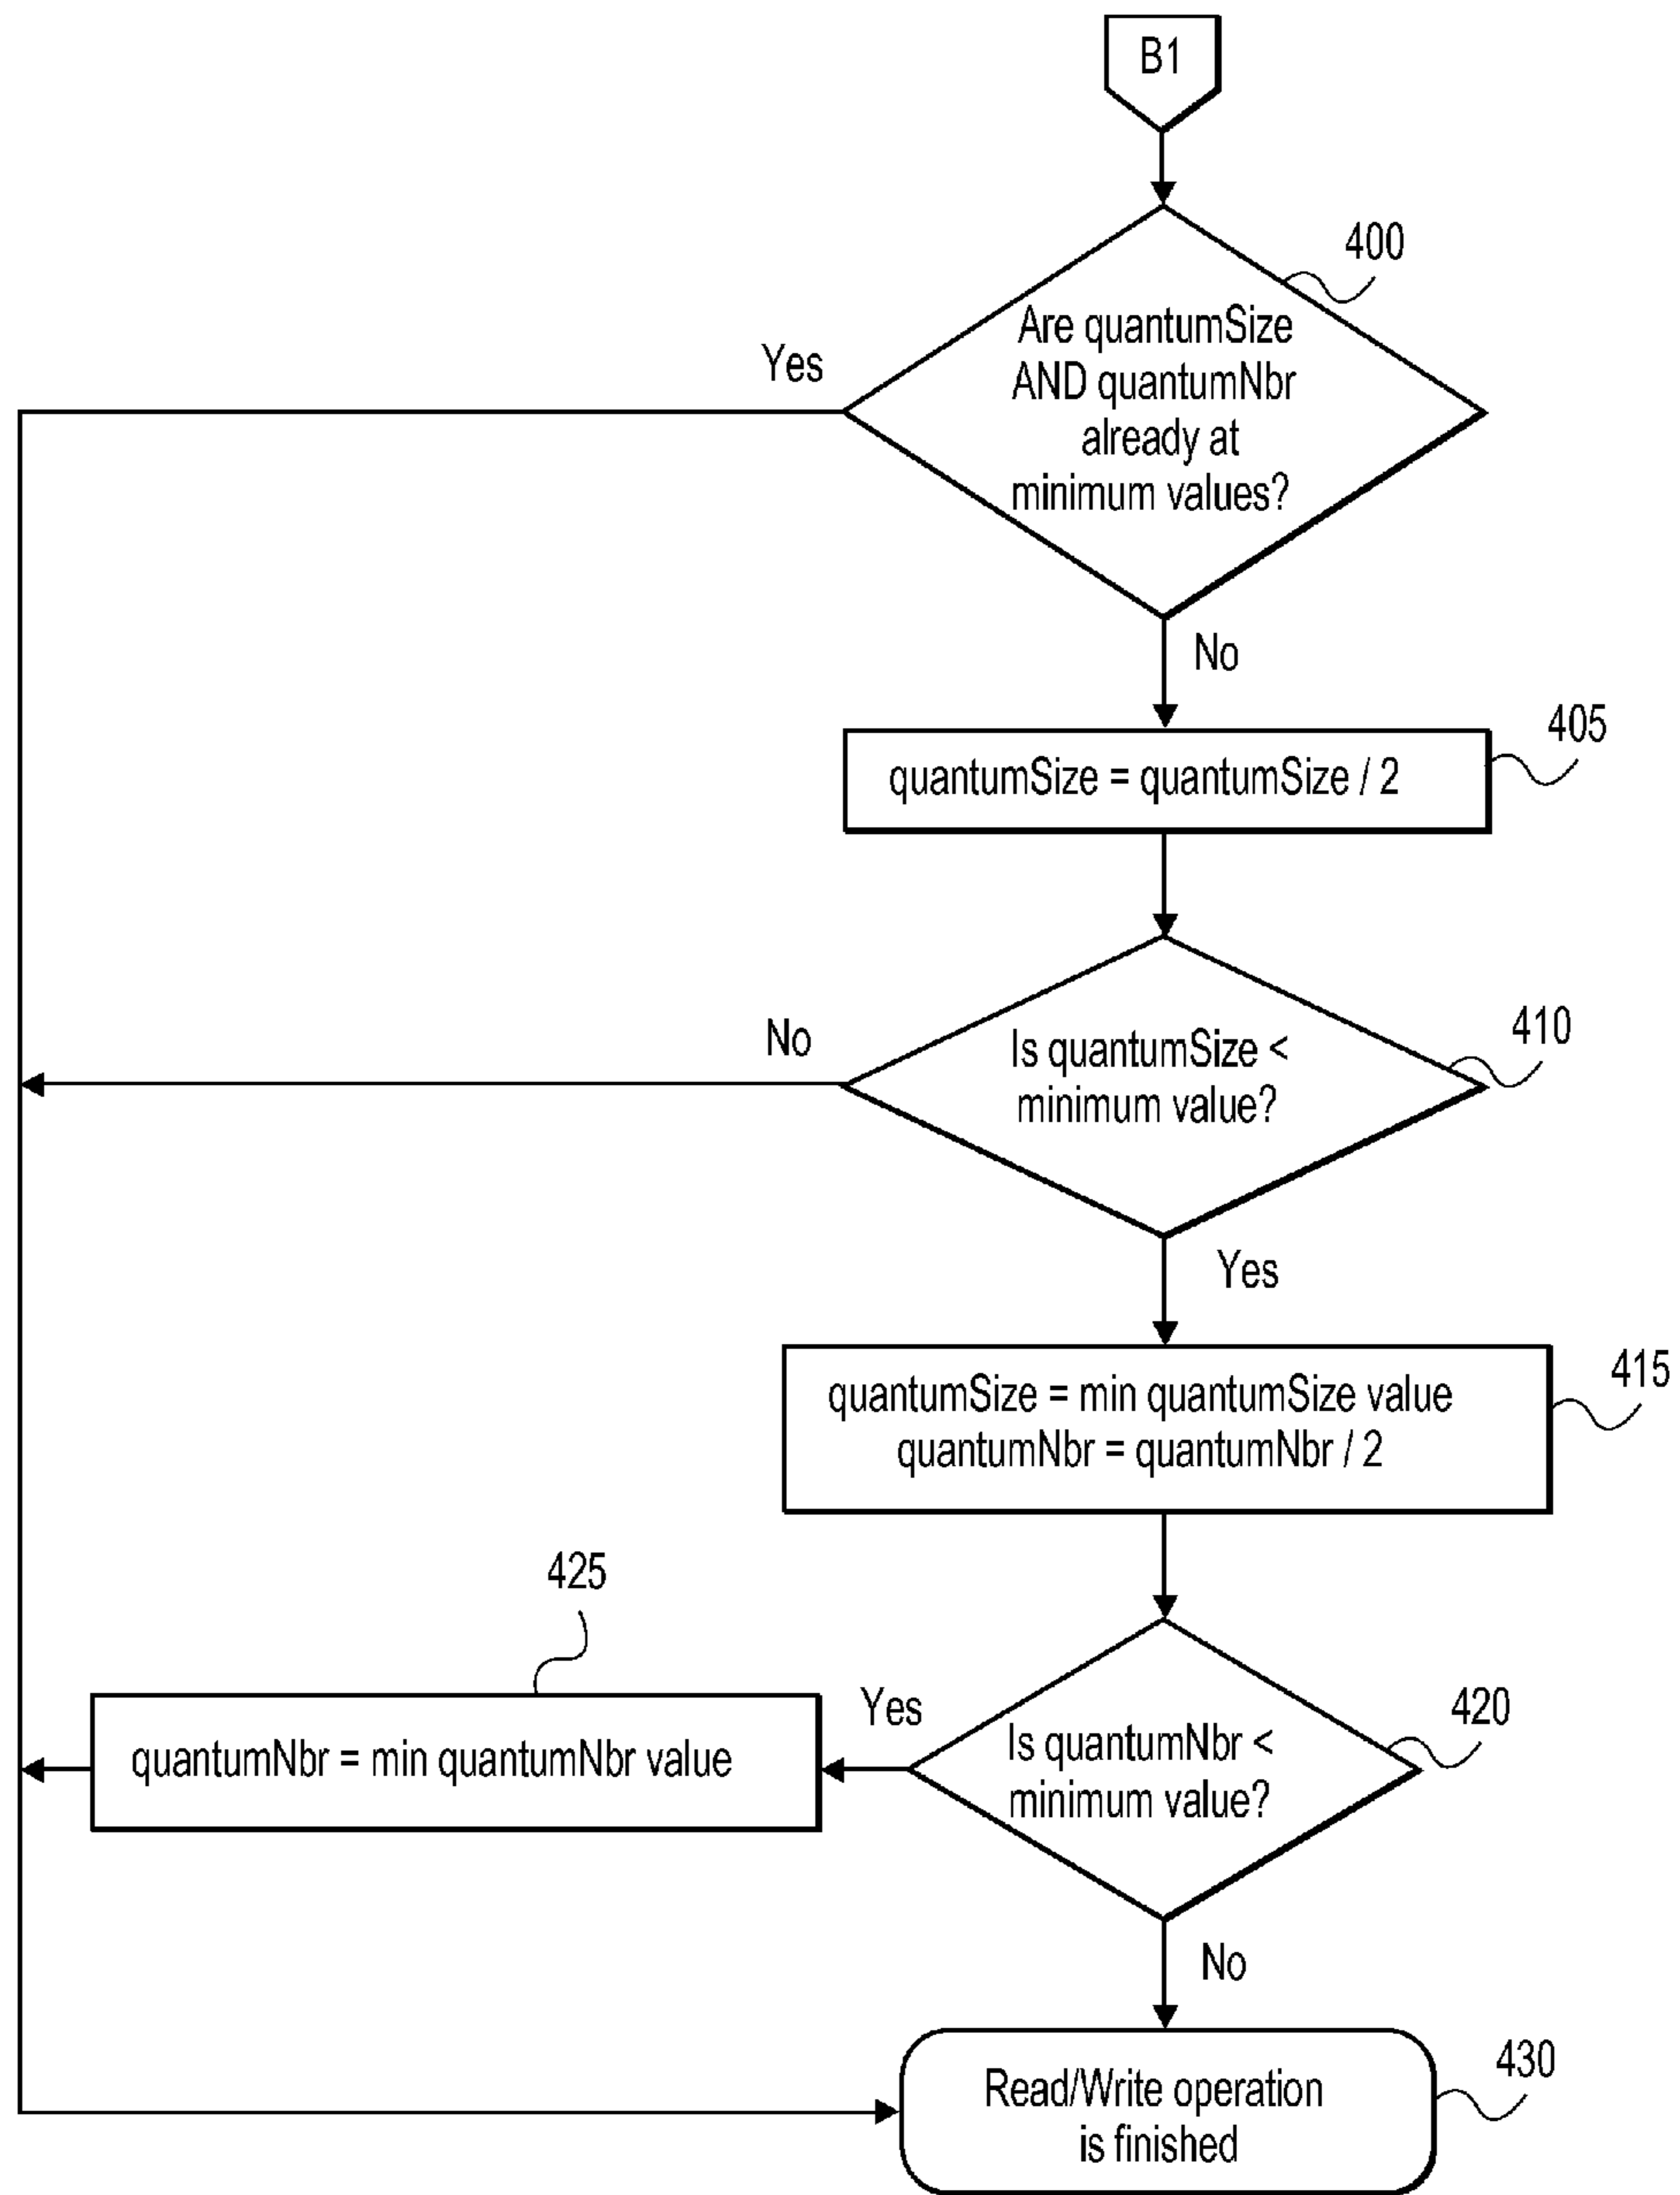 B1
400
Are quantumSize
AND quantumNbr
already at
minimum values?
Yes
No
405
quantumSize = quantumSize / 2
410
No
Is quantumSize <
minimum value?
Yes
415
quantumSize = min quantumSize value
quantumNbr = quantumNbr / 2
425
quantumNbr = min quantumNbr value
Yes
420
Is quantumNbr <
minimum value?
No
430
Read/Write operation
is finished